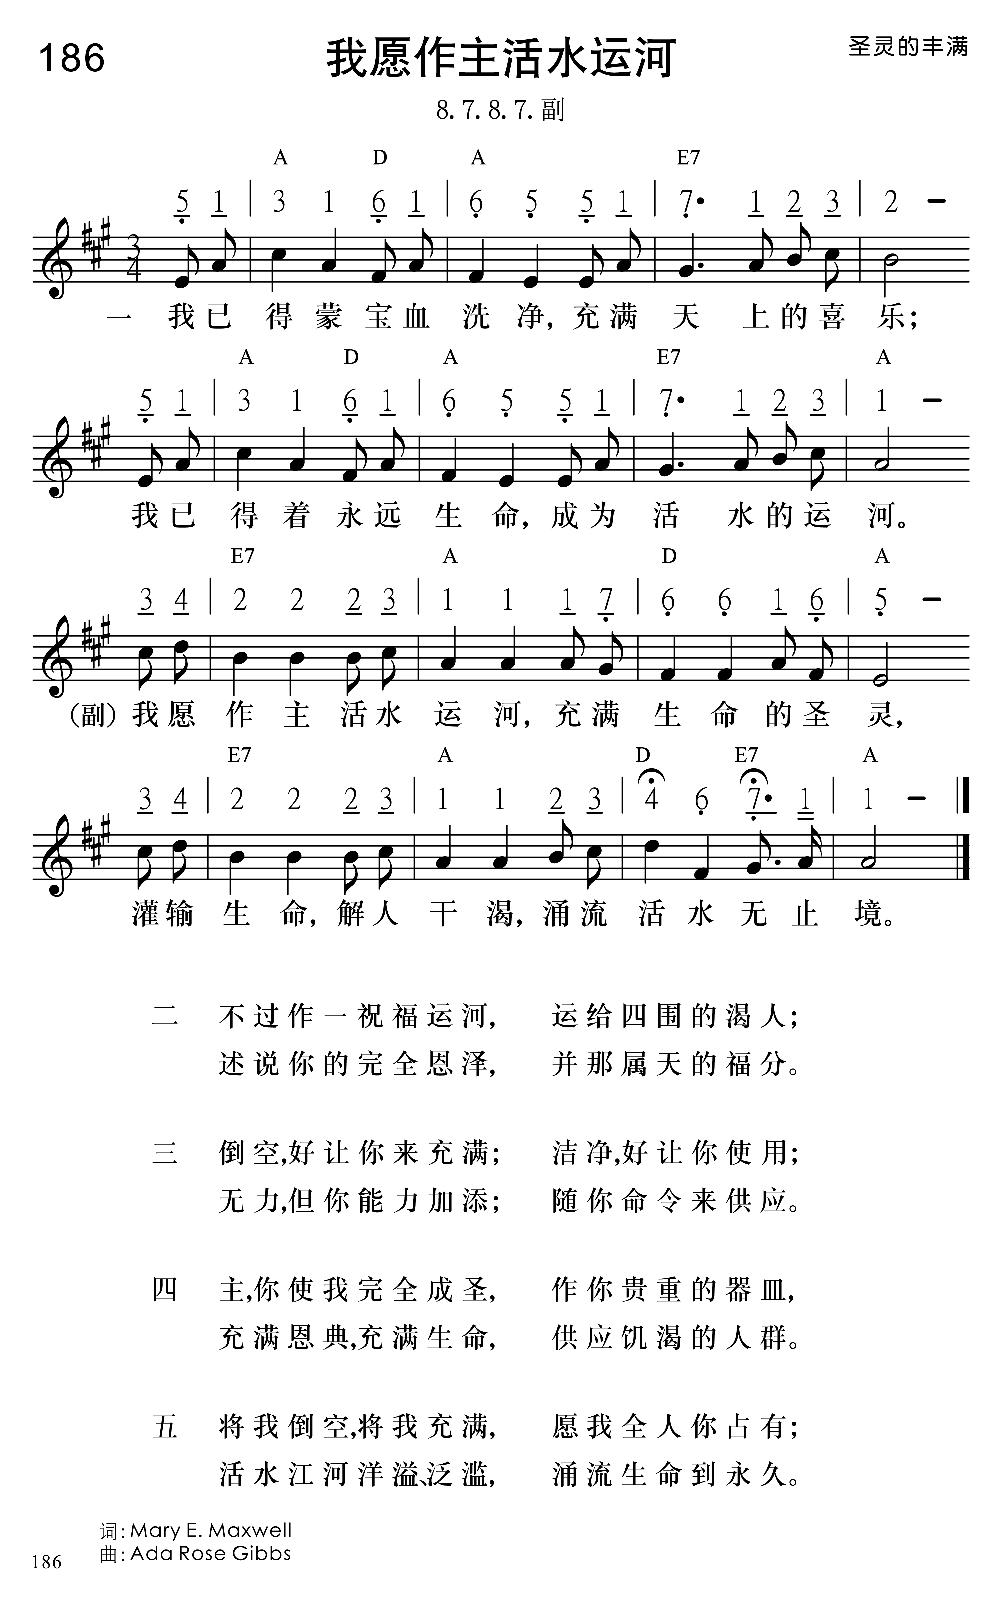 186 我愿作主活水运河 圣灵的丰满
8. 7. 8. 7. 副
A D A E7
5 1 | 3 1 6 1 | 6 5 5 1 | 7· 1 2 3 | 2 –
3
4
一 我已 得蒙宝血 洗净，充满 天 上的喜 乐；
A D A E7 A
5 1 | 3 1 6 1 | 6 5 5 1 | 7· 1 2 3 | 1 –
我已 得着永远 生命，成为 活 水的运 河。
E7 A D A
3 4 | 2 2 2 3 | 1 1 1 7 | 6 6 1 6 | 5 –
（副）我愿 作主活水 运河，充满 生命的圣 灵，
E7 A D E7 A
3 4 | 2 2 2 3 | 1 1 2 3 | 4 6 7· 1 | 1 –
灌输 生命，解人 干渴，涌流 活水无止 境。
二 不过作一祝福运河， 运给四围的渴人；
述说你的完全恩泽， 并那属天的福分。
三 倒空，好让你来充满； 洁净，好让你使用；
无力，但你能力加添； 随你命令来供应。
四 主，你使我完全成圣， 作你贵重的器皿，
充满恩典，充满生命， 供应饥渴的人群。
五 将我倒空，将我充满， 愿我全人你占有；
活水江河洋溢、泛滥， 涌流生命到永久。
词：Mary E. Maxwell
曲：Ada Rose Gibbs
186